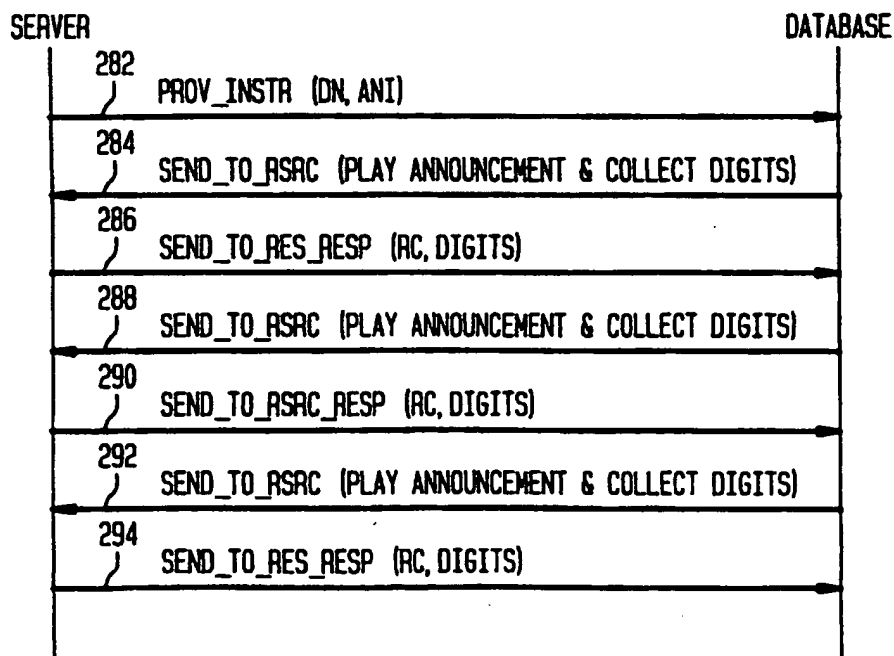 SERVER DATABASE
282
PROV_INSTR (DN, ANI)
284
SEND_TO_RSRC (PLAY ANNOUNCEMENT & COLLECT DIGITS)
286
SEND_TO_RES_RESP (RC, DIGITS)
288
SEND_TO_RSRC (PLAY ANNOUNCEMENT & COLLECT DIGITS)
290
SEND_TO_RSRC_RESP (RC, DIGITS)
292
SEND_TO_RSRC (PLAY ANNOUNCEMENT & COLLECT DIGITS)
294
SEND_TO_RES_RESP (RC, DIGITS)